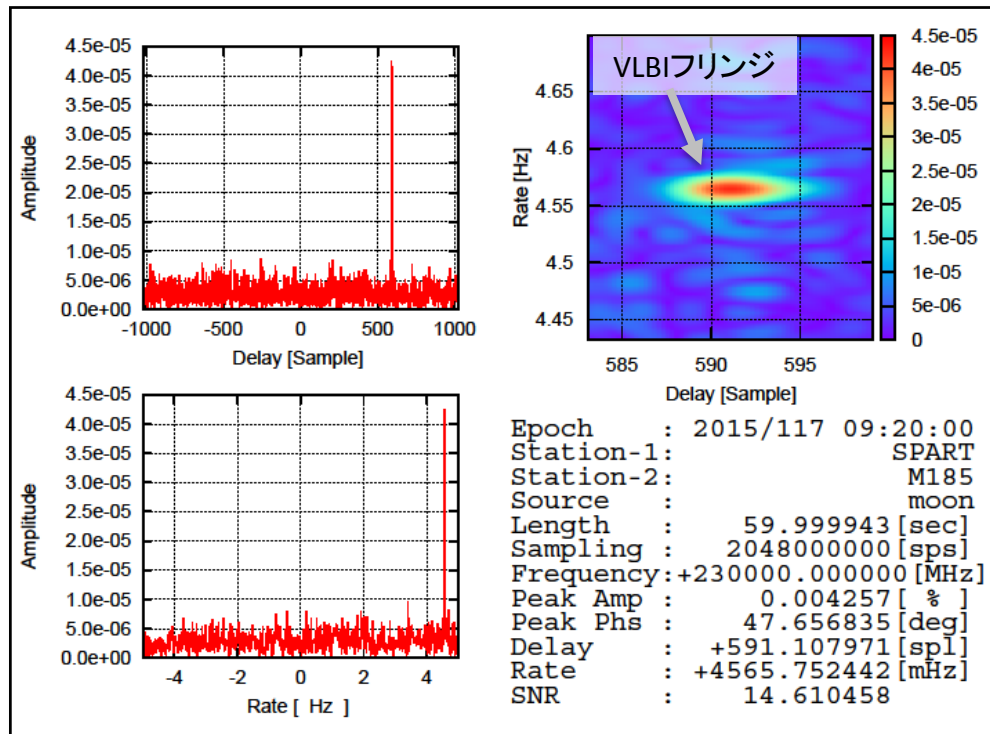 4.5e-05
4.0e-05
3.5e-05
3.0e-05
2.5e-05
2.0e-05
1.5e-05
1.0e-05
5.0e-06
0.0e+00
Amplitude
-1000 -500 0 500 1000
Delay [Sample]
VLBIフリンジ
4.65
4.6
4.55
4.5
4.45
Rate [Hz]
585 590 595
Delay [Sample]
4.5e-05
4e-05
3.5e-05
3e-05
2.5e-05
2e-05
1.5e-05
1e-05
5e-06
0
4.5e-05
4.0e-05
3.5e-05
3.0e-05
2.5e-05
2.0e-05
1.5e-05
1.0e-05
5.0e-06
0.0e+00
Amplitude
-4 -2 0 2 4
Rate [ Hz ]
Epoch : 2015/117 09:20:00
Station-1: SPART
Station-2: M185
Source : moon
Length : 59.999943[sec]
Sampling : 2048000000[sps]
Frequency:+230000.000000[MHz]
Peak Amp : 0.004257[ % ]
Peak Phs : 47.656835[deg]
Delay : +591.107971[spl]
Rate : +4565.752442[mHz]
SNR : 14.610458